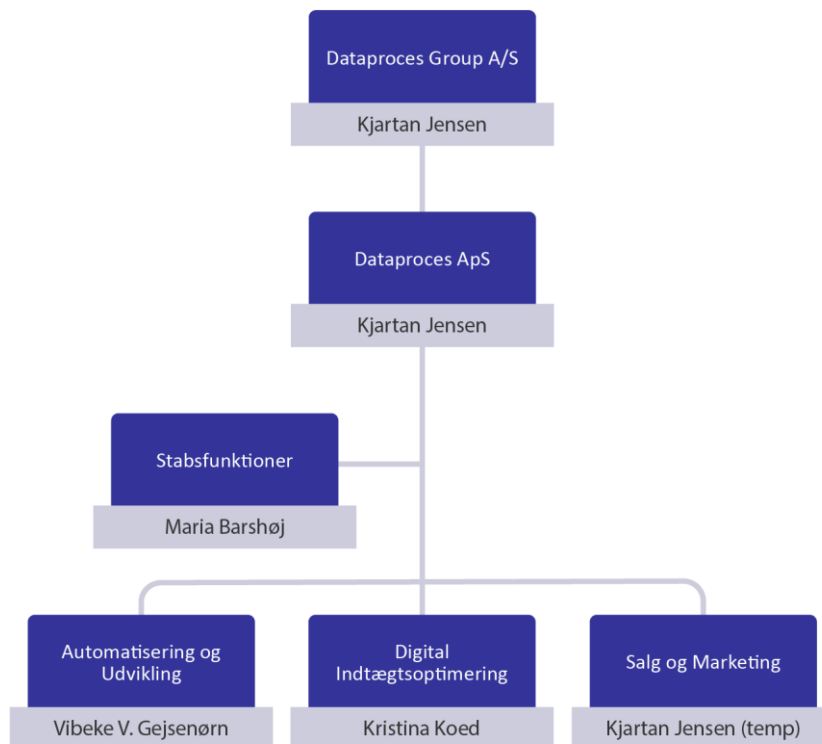 Dataproces Group A/S
Kjartan Jensen
Dataproces ApS
Kjartan Jensen
Stabsfunktioner
Maria Barshøj
Automatisering og
Udvikling
Vibeke V. Gejsenørn
Digital
Indtægtsoptimering
Kristina Koed
Salg og Marketing
Kjartan Jensen (temp)